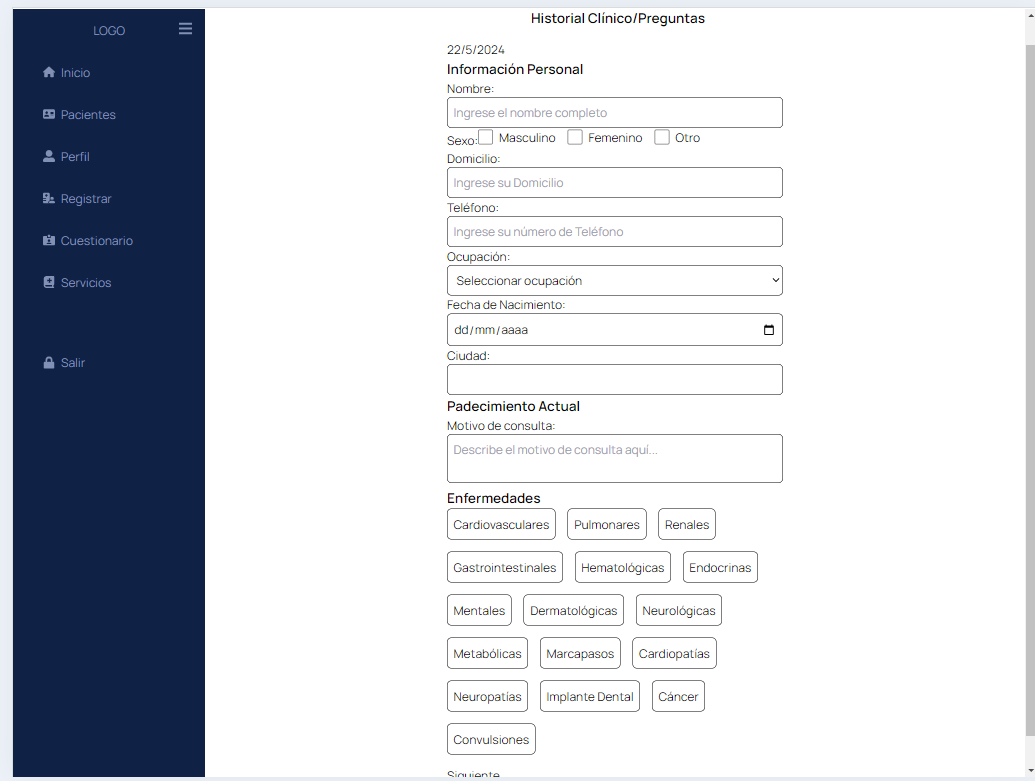 LOGO
Inicio
Pacientes
Perfil
Registrar
Cuestionario
Servicios
Salir
Historial Clínico/Preguntas
22/5/2024
Información Personal
Nombre:
Ingrese el nombre completo
Sexo: Masculino Femenino Otro
Domicilio:
Ingrese su Domicilio
Teléfono:
Ingrese su número de Teléfono
Ocupación:
Seleccionar ocupación
Fecha de Nacimiento:
dd/mm/aaaa
Ciudad:
Padecimiento Actual
Motivo de consulta:
Describe el motivo de consulta aquí...
Enfermedades
Cardiovasculares Pulmonares Renales
Gastrointestinales Hematológicas Endocrinas
Mentales Dermatológicas Neurológicas
Metabólicas Marcapasos Cardiopatías
Neuropatías Implante Dental Cáncer
Convulsiones
Siguiente